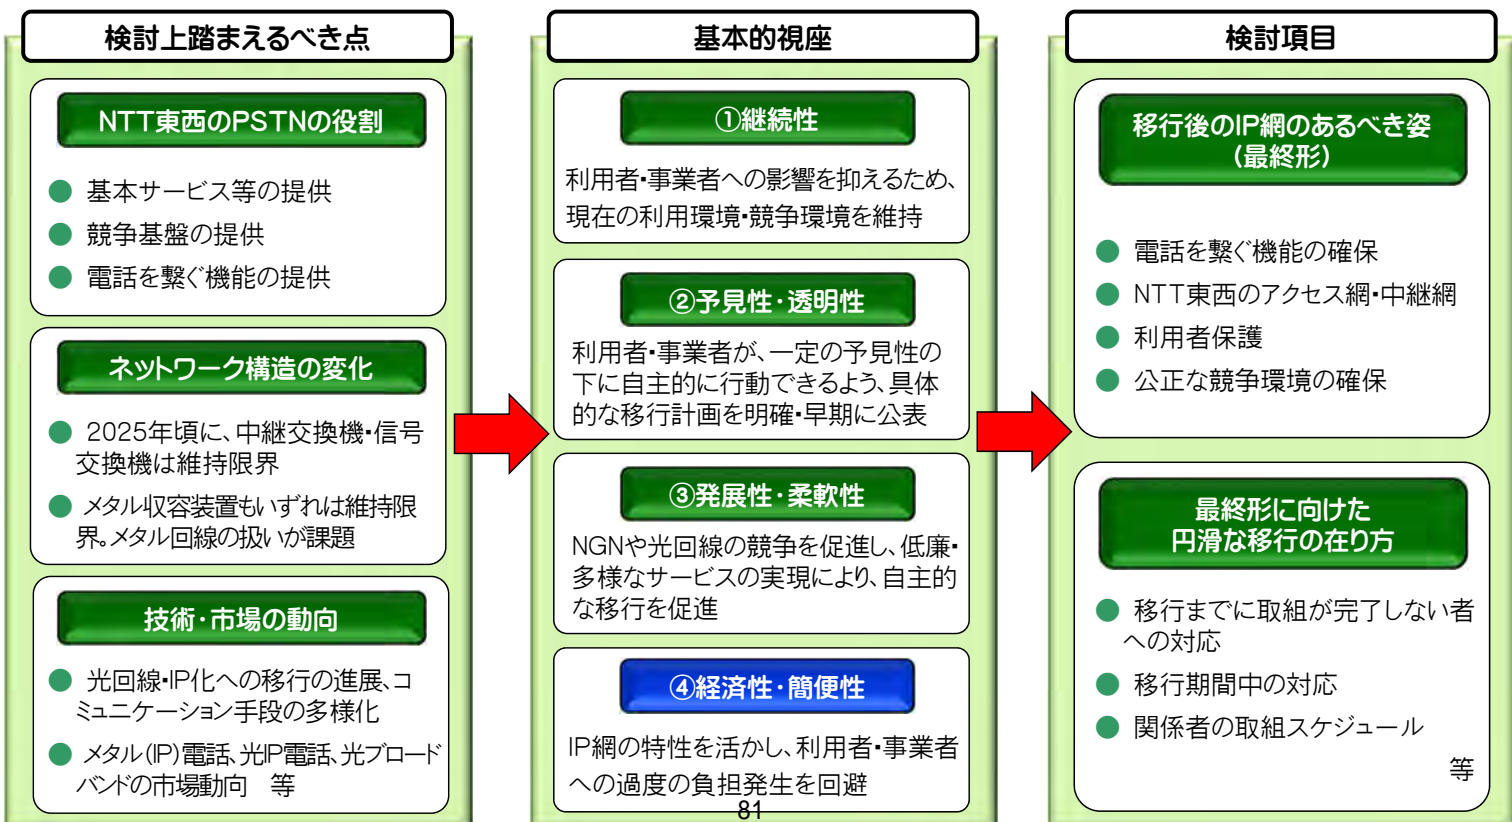 検討上踏まえるべき点
NTT東西のPSTNの役割
● 基本サービス等の提供
● 競争基盤の提供
● 電話を繋ぐ機能の提供
ネットワーク構造の変化
● 2025年頃に、中継交換機・信号
交換機は維持限界
● メタル収容装置もいずれは維持限
界。メタル回線の扱いが課題
技術・市場の動向
● 光回線・IP化への移行の進展、コ
ミュニケーション手段の多様化
● メタル(IP)電話、光IP電話、光ブロード
バンドの市場動向 等
基本的視座
①継続性
利用者・事業者への影響を抑えるため、
現在の利用環境・競争環境を維持
②予見性・透明性
利用者・事業者が、一定の予見性の
下に自主的に行動できるよう、具体
的な移行計画を明確・早期に公表
③発展性・柔軟性
NGNや光回線の競争を促進し、低廉・
多様なサービスの実現により、自主的
な移行を促進
④経済性・簡便性
IP網の特性を活かし、利用者・事業者
への過度の負担発生を回避
81
検討項目
移行後のIP網のあるべき姿
(最終形)
● 電話を繋ぐ機能の確保
● NTT東西のアクセス網・中継網
● 利用者保護
● 公正な競争環境の確保
最終形に向けた
円滑な移行の在り方
● 移行までに取組が完了しない者
への対応
● 移行期間中の対応
● 関係者の取組スケジュール
等